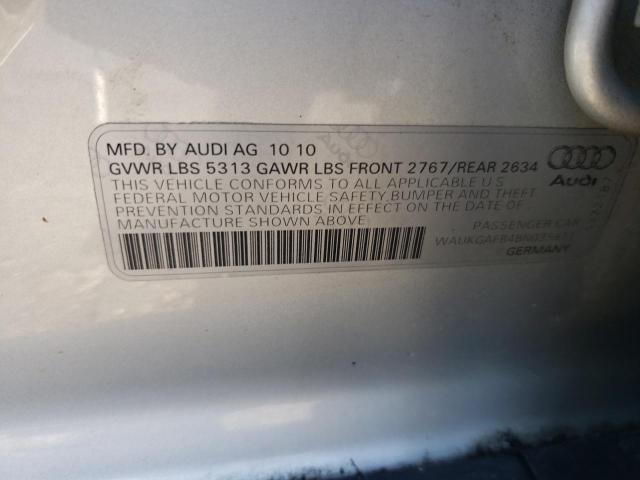 MFD. BY AUDI AG 10 10
GVWR LBS 5313 GAWR LBS FRONT 2767/REAR 2634
THIS VEHICLE CONFORMS TO ALL APPLICABLE U S
FEDERAL MOTOR VEHICLE SAFETY, BUMPER AND THEFT
PREVENTION STANDARDS IN EFFECT ON THE DATE OF
MANUFACTURE SHOWN ABOVE
Audi
PASSENGER CAR
GERMANY